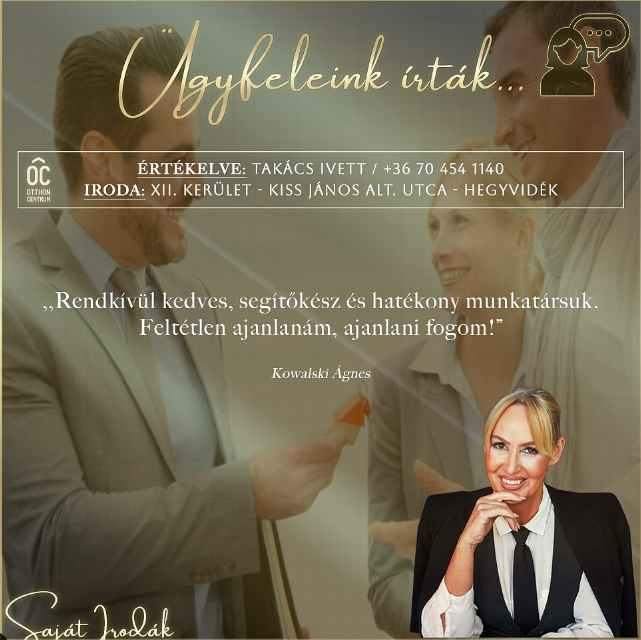 Ügyfeleink írták...
ÉRTÉKELVE: TAKÁCS IVETT / +36 70 454 1140
IRODA: XII. KERÜLET - KISS JÁNOS ALT. UTCA - HEGYVIDÉK
ÔC
OTTHON
CENTRUM
,,Rendkívül kedves, segítőkész és hatékony munkatársuk.
Feltétlen ajanlanám, ajanlani fogom!”
Kowalski Ágnes
Saját Irodák